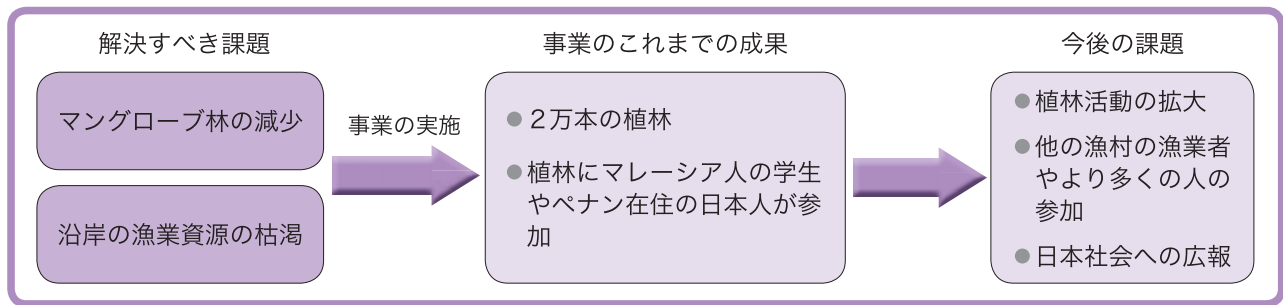 解決すべき課題
マングローブ林の減少
沿岸の漁業資源の枯渇
事業の実施
事業のこれまでの成果
● 2万本の植林
● 植林にマレーシア人の学生
やペナン在住の日本人が参
加
今後の課題
● 植林活動の拡大
● 他の漁村の漁業者
やより多くの人の
参加
● 日本社会への広報